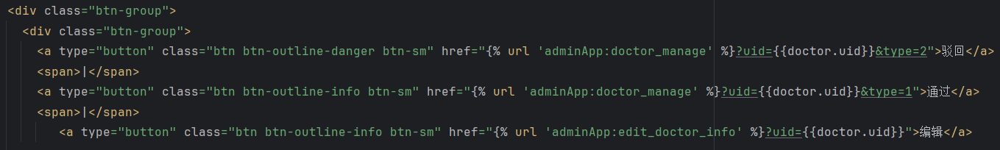 <div class="btn-group">
<div class="btn-group">
<a type="button" class="btn btn-outline-danger btn-sm" href="{% url 'adminApp:doctor_manage' %}?uid={{doctor.uid}}&type=2">驳回</a>
<span>|</span>
<a type="button" class="btn btn-outline-info btn-sm" href="{% url 'adminApp:doctor_manage' %}?uid={{doctor.uid}}&type=1">通过</a>
<span>|</span>
<a type="button" class="btn btn-outline-info btn-sm" href="{% url 'adminApp:edit_doctor_info' %}?uid={{doctor.uid}}">编辑</a>